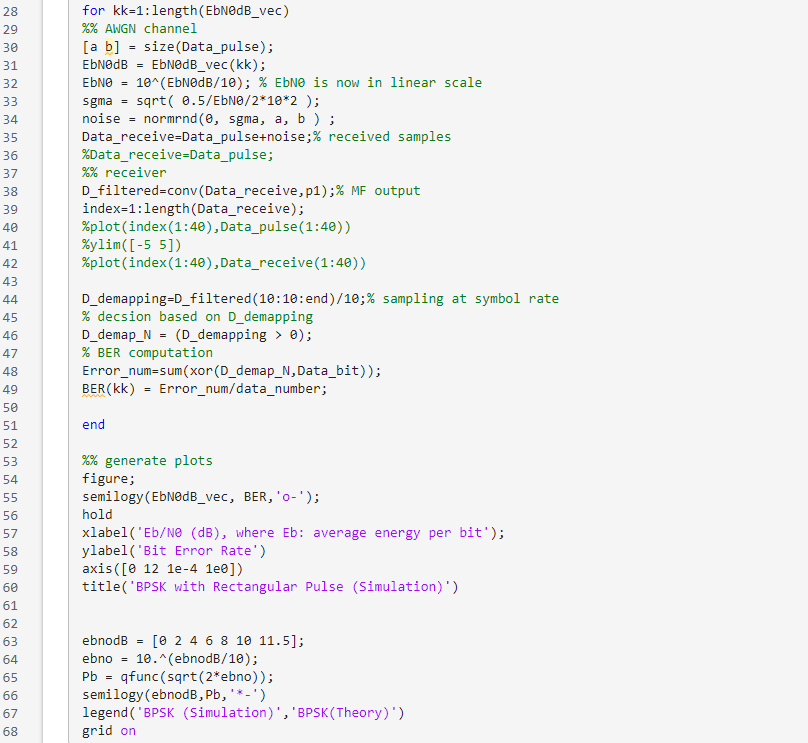 28 for kk=1:length(EbN0dB_vec)
29 %% AWGN channel
30 [a b] = size(Data_pulse);
31 EbN0dB = EbN0dB_vec(kk);
32 EbN0 = 10^(EbN0dB/10); % EbN0 is now in linear scale
33 sgma = sqrt( 0.5/EbN0/2*10*2 );
34 noise = normrnd(0, sgma, a, b ) ;
35 Data_receive=Data_pulse+noise;% received samples
36 %Data_receive=Data_pulse;
37 %% receiver
38 D_filtered=conv(Data_receive,p1);% MF output
39 index=1:length(Data_receive);
40 %plot(index(1:40),Data_pulse(1:40))
41 %ylim([-5 5])
42 %plot(index(1:40),Data_receive(1:40))
43
44 D_demapping=D_filtered(10:10:end)/10;% sampling at symbol rate
45 % decsion based on D_demapping
46 D_demap_N = (D_demapping > 0);
47 % BER computation
48 Error_num=sum(xor(D_demap_N,Data_bit));
49 BER(kk) = Error_num/data_number;
50
51 end
52
53 %% generate plots
54 figure;
55 semilogy(EbN0dB_vec, BER,'o-');
56 hold
57 xlabel('Eb/N0 (dB), where Eb: average energy per bit');
58 ylabel('Bit Error Rate')
59 axis([0 12 1e-4 1e0])
60 title('BPSK with Rectangular Pulse (Simulation)')
61
62
63 ebnodB = [0 2 4 6 8 10 11.5];
64 ebno = 10.^(ebnodB/10);
65 Pb = qfunc(sqrt(2*ebno));
66 semilogy(ebnodB,Pb,'*-')
67 legend('BPSK (Simulation)','BPSK(Theory)')
68 grid on